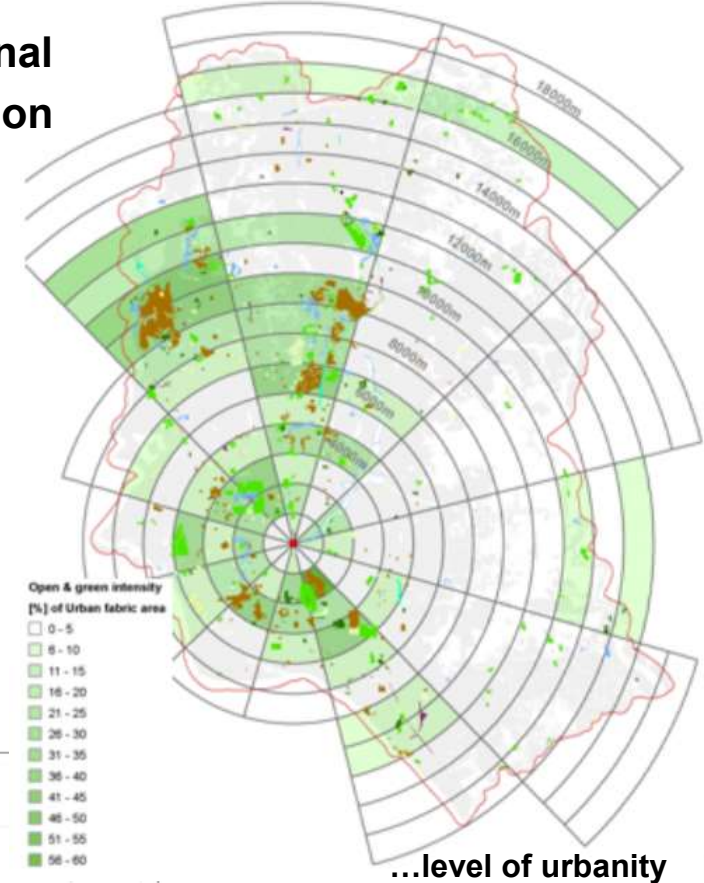 nal
on
18000m
16000m
14000m
12000m
10000m
8000m
6000m
4000m
Open & green intensity
[%] of Urban fabric area
0 - 5
6 - 10
11 - 15
16 - 20
21 - 25
26 - 30
31 - 35
36 - 40
41 - 45
46 - 50
51 - 55
56 - 60
...level of urbanity